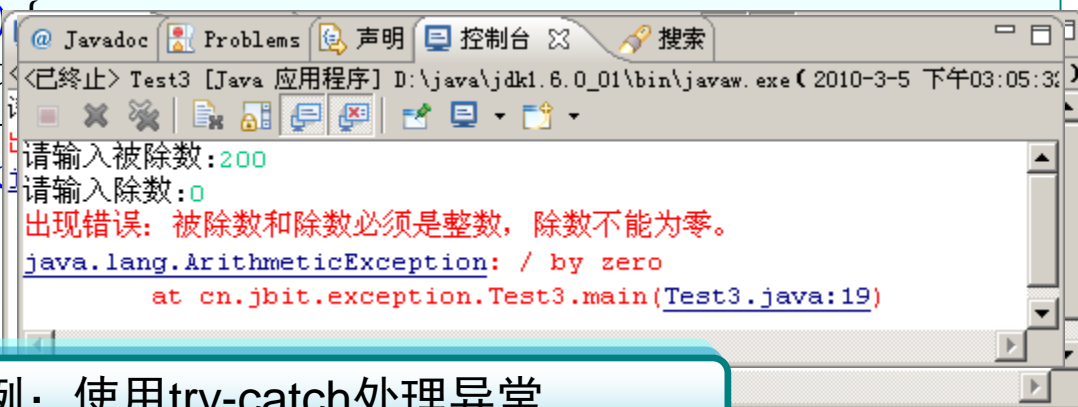 @ Javadoc Problems 声明 控制台 搜索
<已终止> Test3 [Java 应用程序] D:\java\jdk1.6.0_01\bin\javaw.exe( 2010-3-5 下午03:05:32
请输入被除数:200
请输入除数:0
出现错误: 被除数和除数必须是整数, 除数不能为零。
java.lang.ArithmeticException: / by zero
at cn.jbit.exception.Test3.main(Test3.java:19)
例: 使用try-catch处理异常